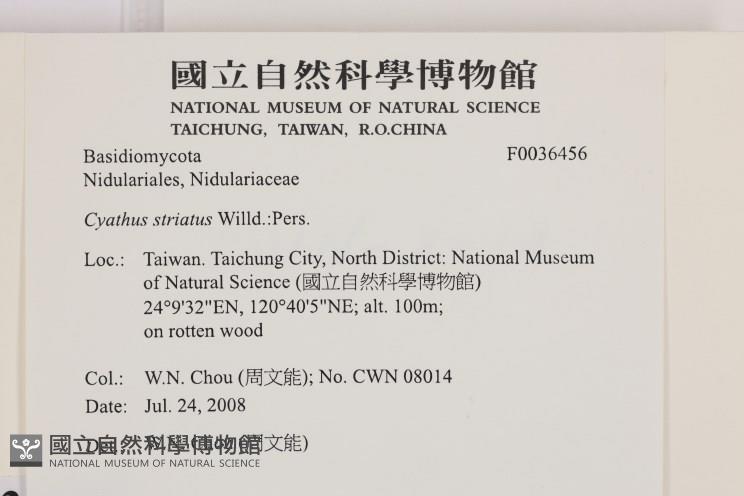 國立自然科學博物館
NATIONAL MUSEUM OF NATURAL SCIENCE
TAICHUNG, TAIWAN, R.O.CHINA
Basidiomycota F0036456
Nidulariales, Nidulariaceae
Cyathus striatus Willd.:Pers.
Loc.: Taiwan. Taichung City, North District: National Museum
of Natural Science (國立自然科學博物館)
24°9'32"EN, 120°40'5"NE; alt. 100m;
on rotten wood
Col.: W.N. Chou (周文能); No. CWN 08014
Date: Jul. 24, 2008
(周文能)
國立自然科學博物館
NATIONAL MUSEUM OF NATURAL SCIENCE